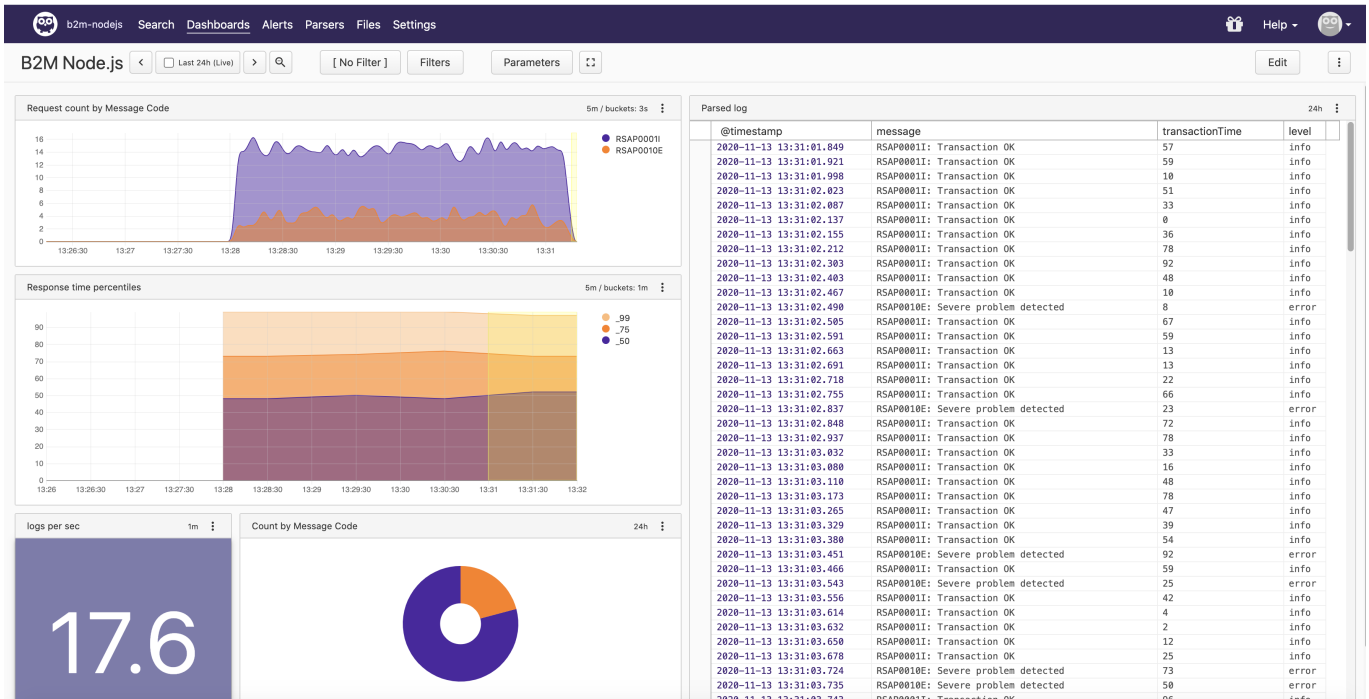 b2m-nodejs Search Dashboards Alerts Parsers Files Settings Help
B2M Node.js Last 24h (Live) [ No Filter ] Filters Parameters Edit
Request count by Message Code 5m / buckets: 3s
16
14
12
10
8
6
4
2
0
13:26:30 13:27 13:27:30 13:28 13:28:30 13:29 13:29:30 13:30 13:30:30 13:31
RSAP0001I
RSAP0010E
Response time percentiles 5m / buckets: 1m
90
80
70
60
50
40
30
20
10
0
13:26 13:26:30 13:27 13:27:30 13:28 13:28:30 13:29 13:29:30 13:30 13:30:30 13:31 13:31:30 13:32
_99
_75
_50
logs per sec 1m
17.6
Count by Message Code 24h
Parsed log 24h
@timestamp message transactionTime level
2020-11-13 13:31:01.849 RSAP0001I: Transaction OK 57 info
2020-11-13 13:31:01.921 RSAP0001I: Transaction OK 59 info
2020-11-13 13:31:01.998 RSAP0001I: Transaction OK 10 info
2020-11-13 13:31:02.023 RSAP0001I: Transaction OK 51 info
2020-11-13 13:31:02.087 RSAP0001I: Transaction OK 33 info
2020-11-13 13:31:02.137 RSAP0001I: Transaction OK 0 info
2020-11-13 13:31:02.155 RSAP0001I: Transaction OK 36 info
2020-11-13 13:31:02.212 RSAP0001I: Transaction OK 78 info
2020-11-13 13:31:02.303 RSAP0001I: Transaction OK 92 info
2020-11-13 13:31:02.403 RSAP0001I: Transaction OK 48 info
2020-11-13 13:31:02.467 RSAP0001I: Transaction OK 10 info
2020-11-13 13:31:02.490 RSAP0010E: Severe problem detected 8 error
2020-11-13 13:31:02.505 RSAP0001I: Transaction OK 67 info
2020-11-13 13:31:02.591 RSAP0001I: Transaction OK 59 info
2020-11-13 13:31:02.663 RSAP0001I: Transaction OK 13 info
2020-11-13 13:31:02.691 RSAP0001I: Transaction OK 13 info
2020-11-13 13:31:02.718 RSAP0001I: Transaction OK 22 info
2020-11-13 13:31:02.755 RSAP0001I: Transaction OK 66 info
2020-11-13 13:31:02.837 RSAP0010E: Severe problem detected 23 error
2020-11-13 13:31:02.848 RSAP0001I: Transaction OK 72 info
2020-11-13 13:31:02.937 RSAP0001I: Transaction OK 78 info
2020-11-13 13:31:03.032 RSAP0001I: Transaction OK 33 info
2020-11-13 13:31:03.080 RSAP0001I: Transaction OK 16 info
2020-11-13 13:31:03.110 RSAP0001I: Transaction OK 48 info
2020-11-13 13:31:03.173 RSAP0001I: Transaction OK 78 info
2020-11-13 13:31:03.265 RSAP0001I: Transaction OK 47 info
2020-11-13 13:31:03.329 RSAP0001I: Transaction OK 39 info
2020-11-13 13:31:03.380 RSAP0001I: Transaction OK 54 info
2020-11-13 13:31:03.451 RSAP0010E: Severe problem detected 92 error
2020-11-13 13:31:03.466 RSAP0001I: Transaction OK 59 info
2020-11-13 13:31:03.543 RSAP0010E: Severe problem detected 25 error
2020-11-13 13:31:03.556 RSAP0001I: Transaction OK 42 info
2020-11-13 13:31:03.614 RSAP0001I: Transaction OK 4 info
2020-11-13 13:31:03.632 RSAP0001I: Transaction OK 2 info
2020-11-13 13:31:03.650 RSAP0001I: Transaction OK 12 info
2020-11-13 13:31:03.678 RSAP0001I: Transaction OK 25 info
2020-11-13 13:31:03.724 RSAP0010E: Severe problem detected 73 error
2020-11-13 13:31:03.735 RSAP0010E: Severe problem detected 50 error